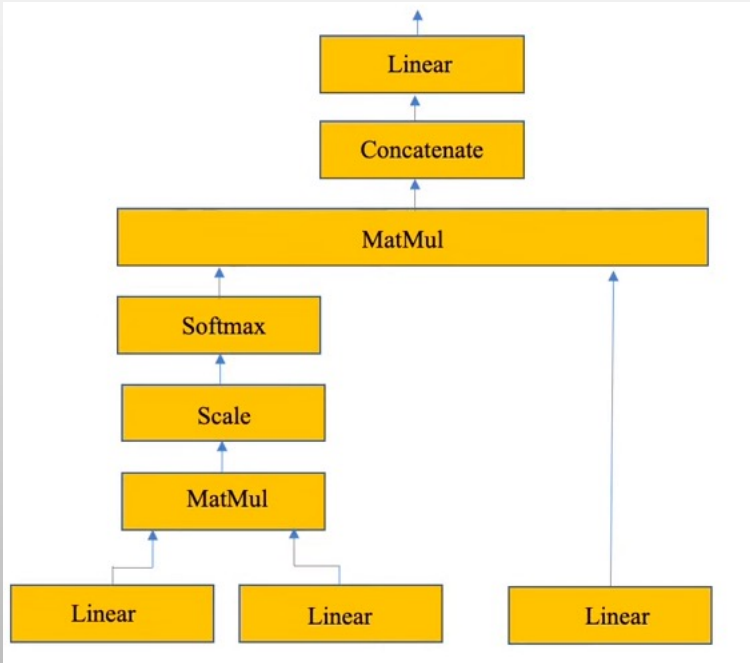 Linear
Concatenate
MatMul
Softmax
Scale
MatMul
Linear
Linear
Linear